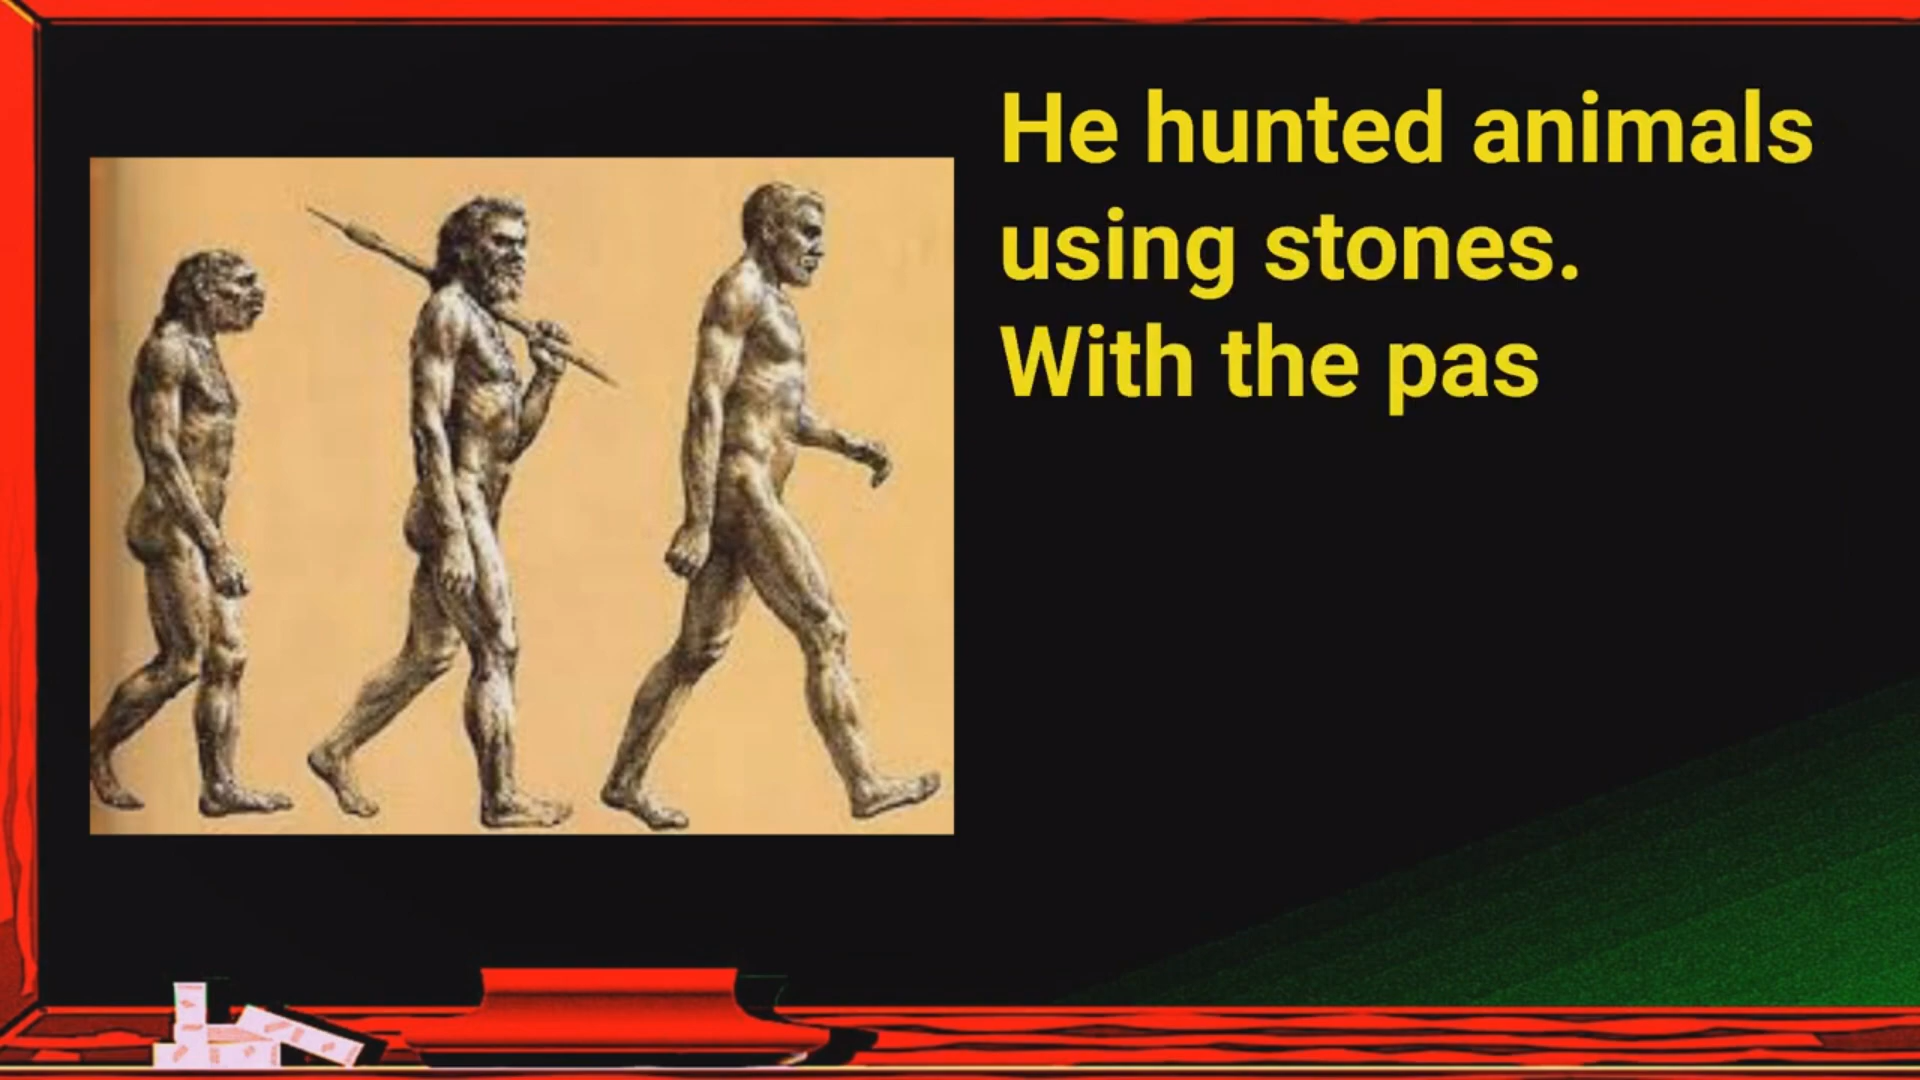 He hunted animals
using stones.
With the pas